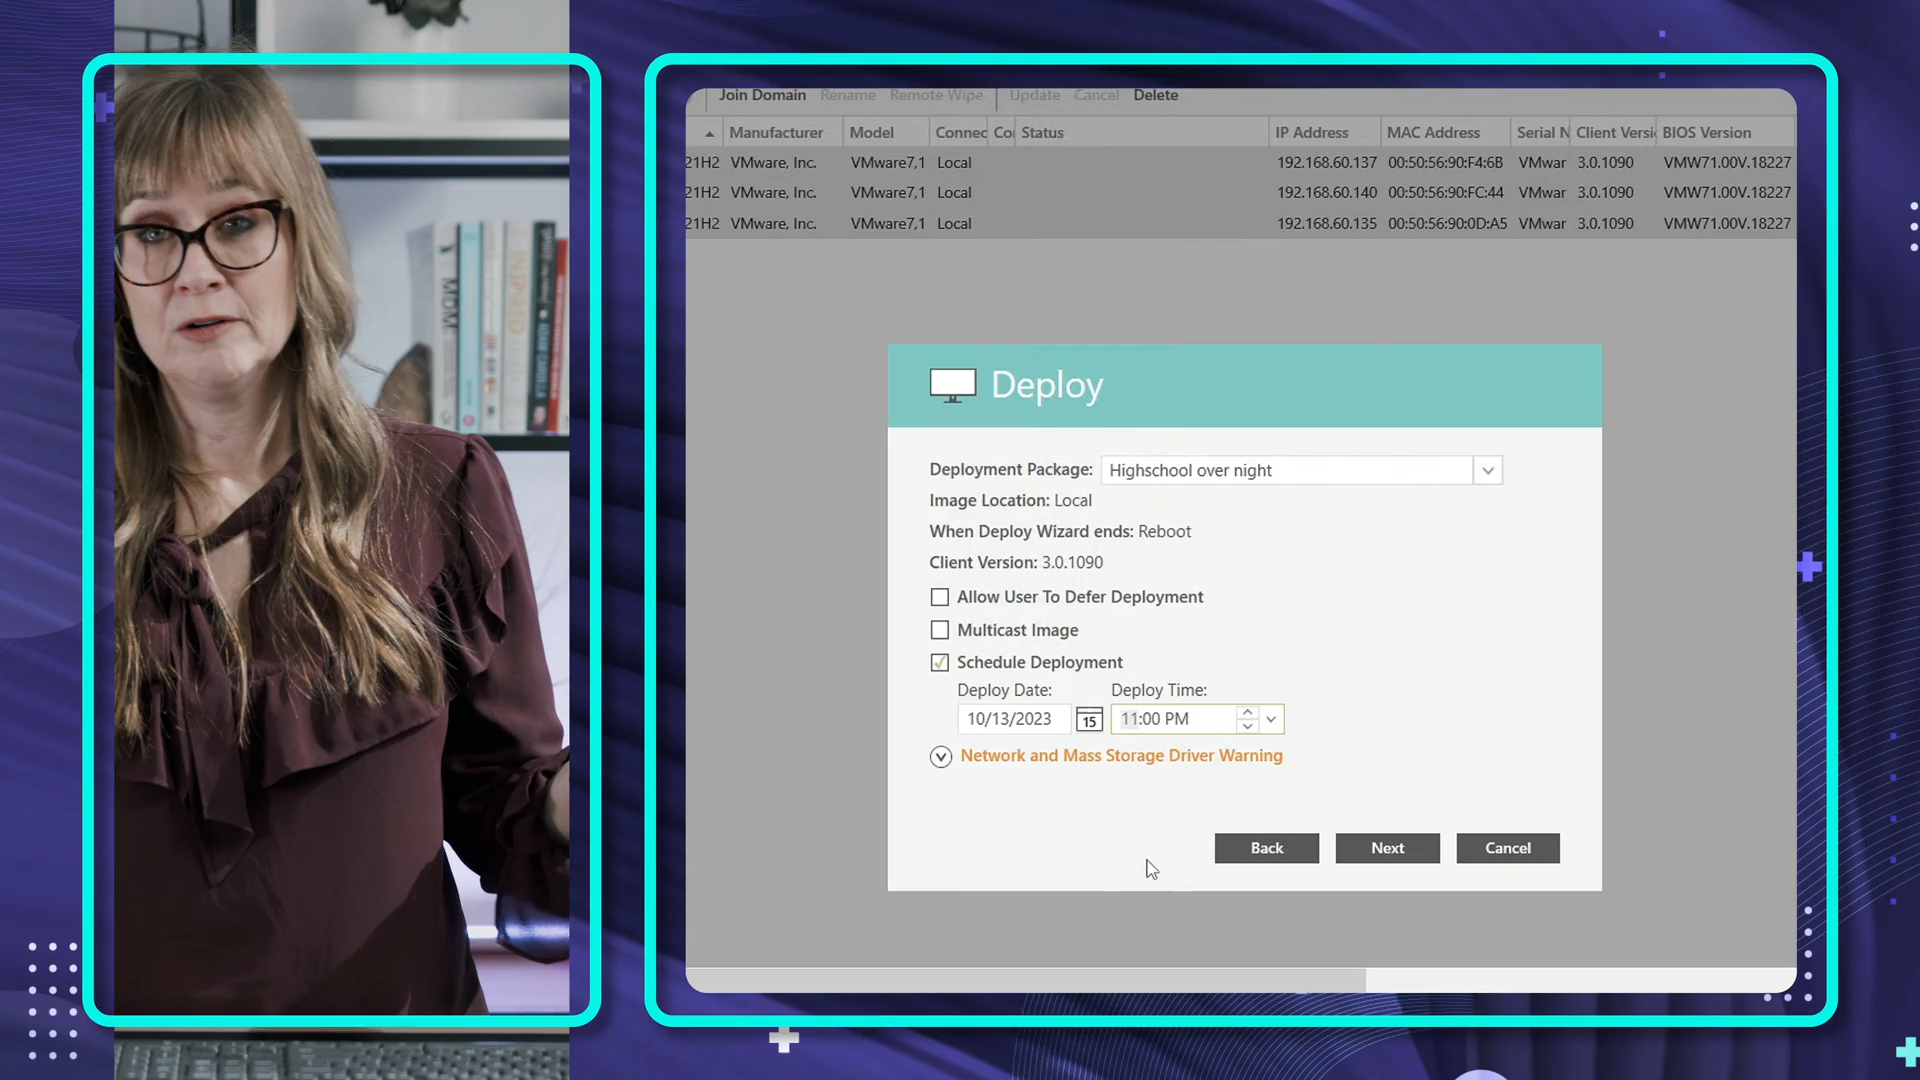 Join Domain Rename Remote Wipe Update Cancel Delete
Manufacturer Model Connec Co Status IP Address MAC Address Serial N Client Versi BIOS Version
21H2 VMware, Inc. VMware7,1 Local 192.168.60.137 00:50:56:90:F4:6B VMwar 3.0.1090 VMW71.00V.18227
21H2 VMware, Inc. VMware7,1 Local 192.168.60.140 00:50:56:90:FC:44 VMwar 3.0.1090 VMW71.00V.18227
21H2 VMware, Inc. VMware7,1 Local 192.168.60.135 00:50:56:90:0D:A5 VMwar 3.0.1090 VMW71.00V.18227
Deploy
Deployment Package: Highschool over night
Image Location: Local
When Deploy Wizard ends: Reboot
Client Version: 3.0.1090
Allow User To Defer Deployment
Multicast Image
Schedule Deployment
Deploy Date: Deploy Time:
10/13/2023 15 11:00 PM
Network and Mass Storage Driver Warning
Back Next Cancel
INSPIRED